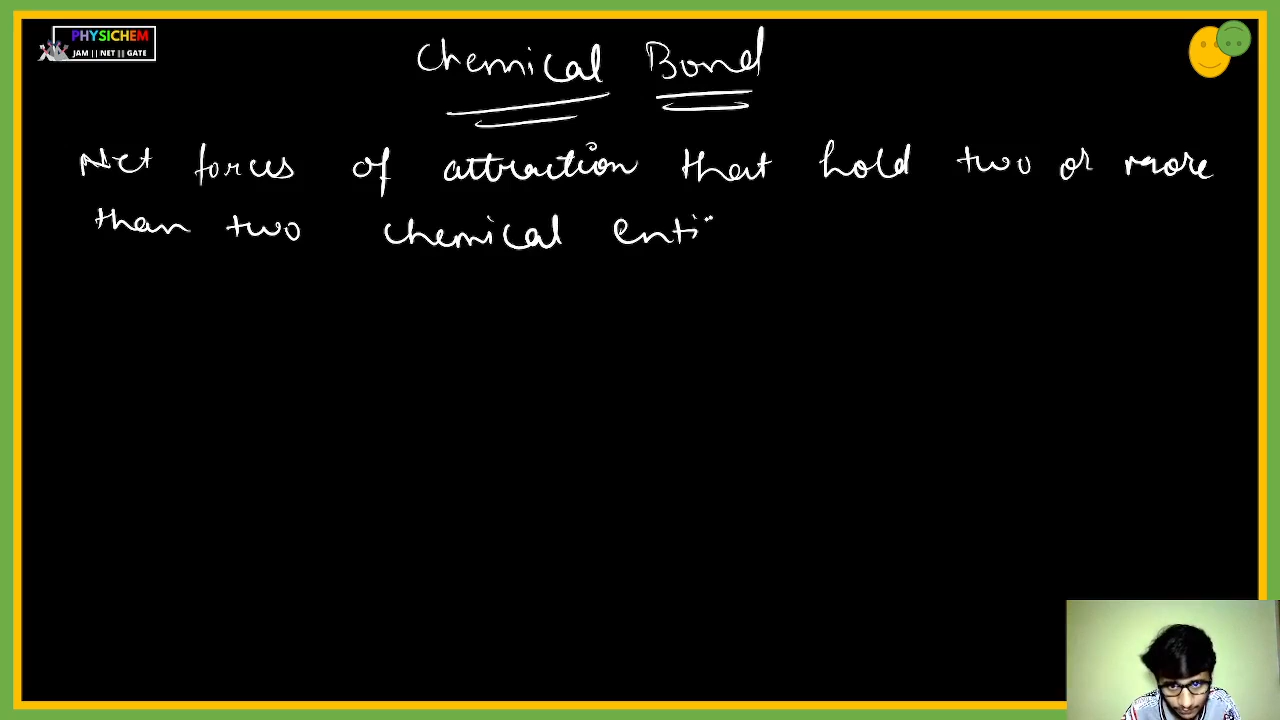 PHYSICHEM
JAM || NET || GATE
Chemical Bond
Net forces of attraction that hold two or more
than two chemical enti